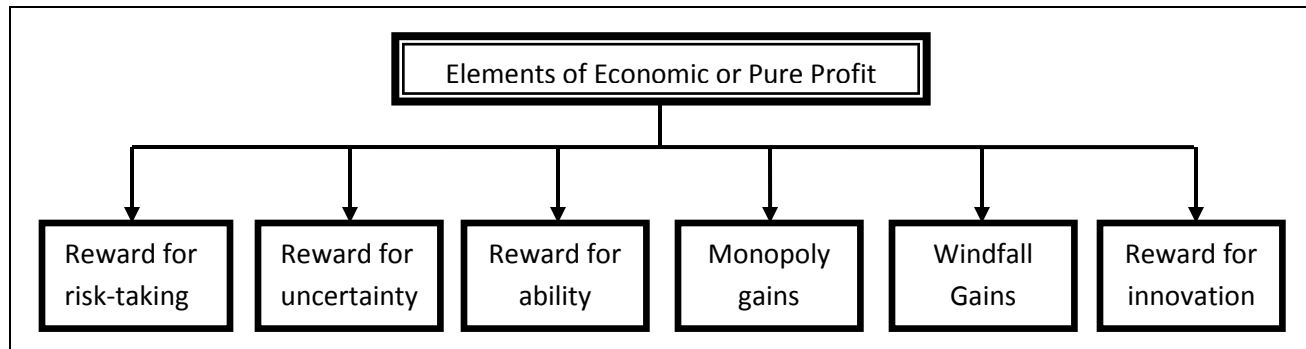 Elements of Economic or Pure Profit
Reward for
risk-taking
Reward for
uncertainty
Reward for
ability
Monopoly
gains
Windfall
Gains
Reward for
innovation